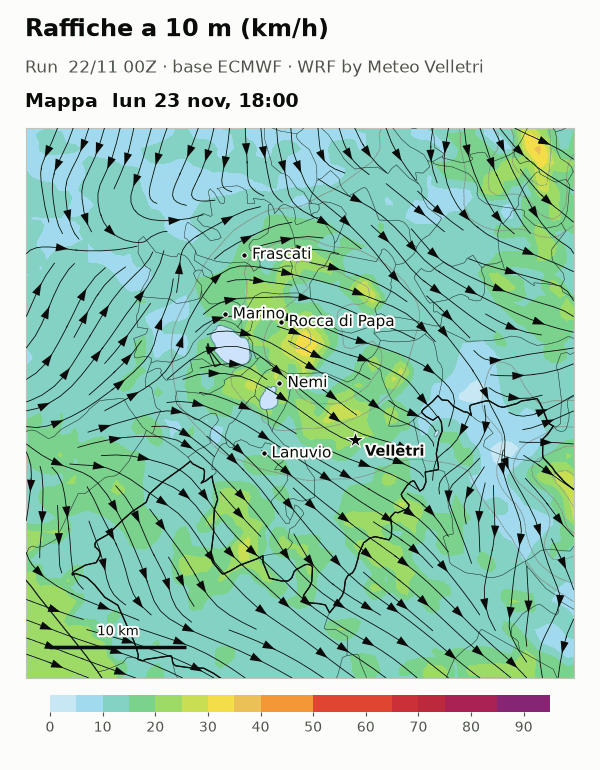 Raffiche a 10 m (km/h)
Run  22/11 00Z · base ECMWF · WRF by Meteo Velletri
Mappa  lun 23 nov, 18:00
Frascati
Marino
Rocca di Papa
Nemi
Velletri
Lanuvio
10 km
0 10 20 30 40 50 60 70 80 90